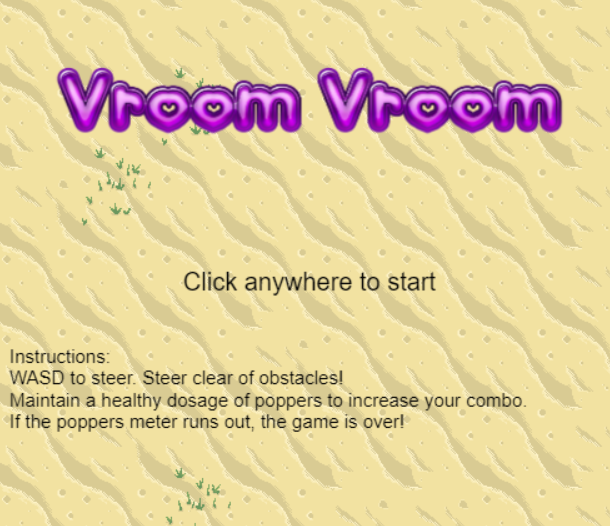 Vroom Vroom
Click anywhere to start
Instructions:
WASD to steer. Steer clear of obstacles!
Maintain a healthy dosage of poppers to increase your combo.
If the poppers meter runs out, the game is over!